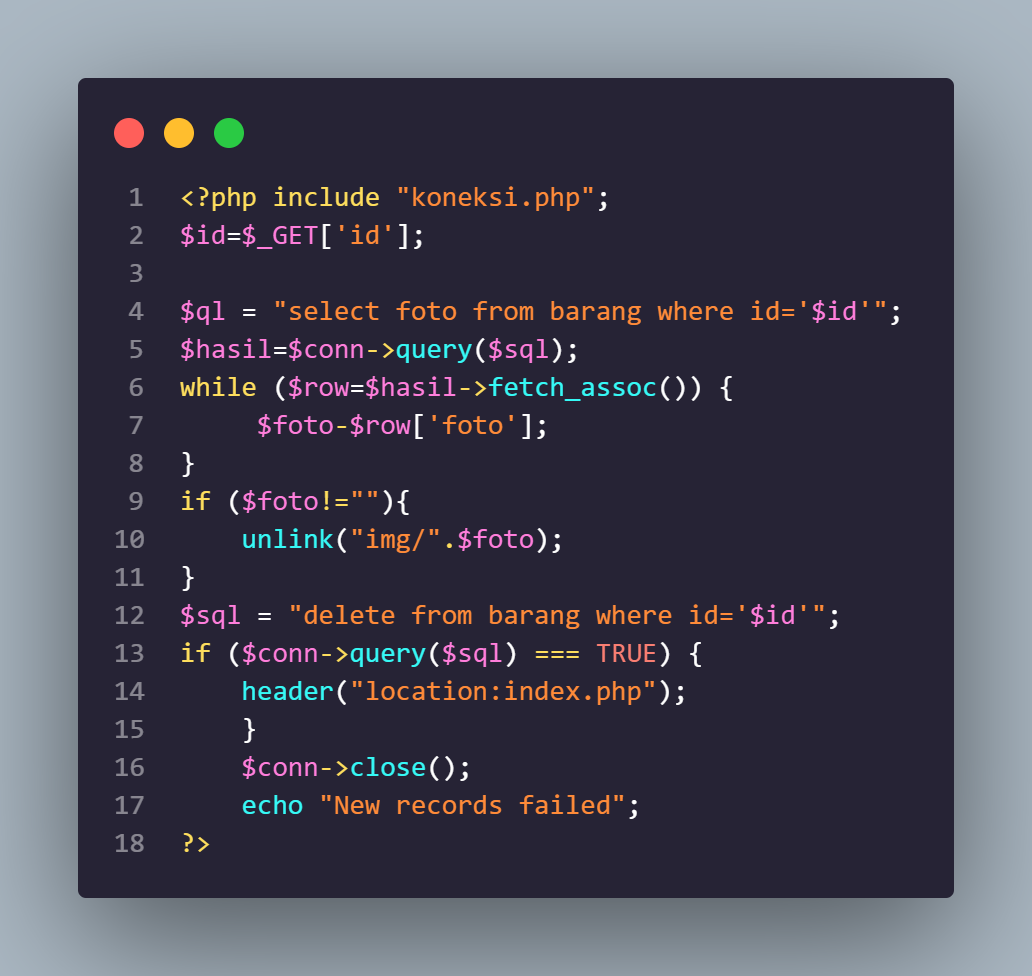 1 <?php include "koneksi.php";
2 $id=$_GET['id'];
3
4 $ql = "select foto from barang where id='$id'";
5 $hasil=$conn->query($sql);
6 while ($row=$hasil->fetch_assoc()) {
7      $foto-$row['foto'];
8 }
9 if ($foto!=""){
10     unlink("img/".$foto);
11 }
12 $sql = "delete from barang where id='$id'";
13 if ($conn->query($sql) === TRUE) {
14     header("location:index.php");
15     }
16     $conn->close();
17     echo "New records failed";
18 ?>